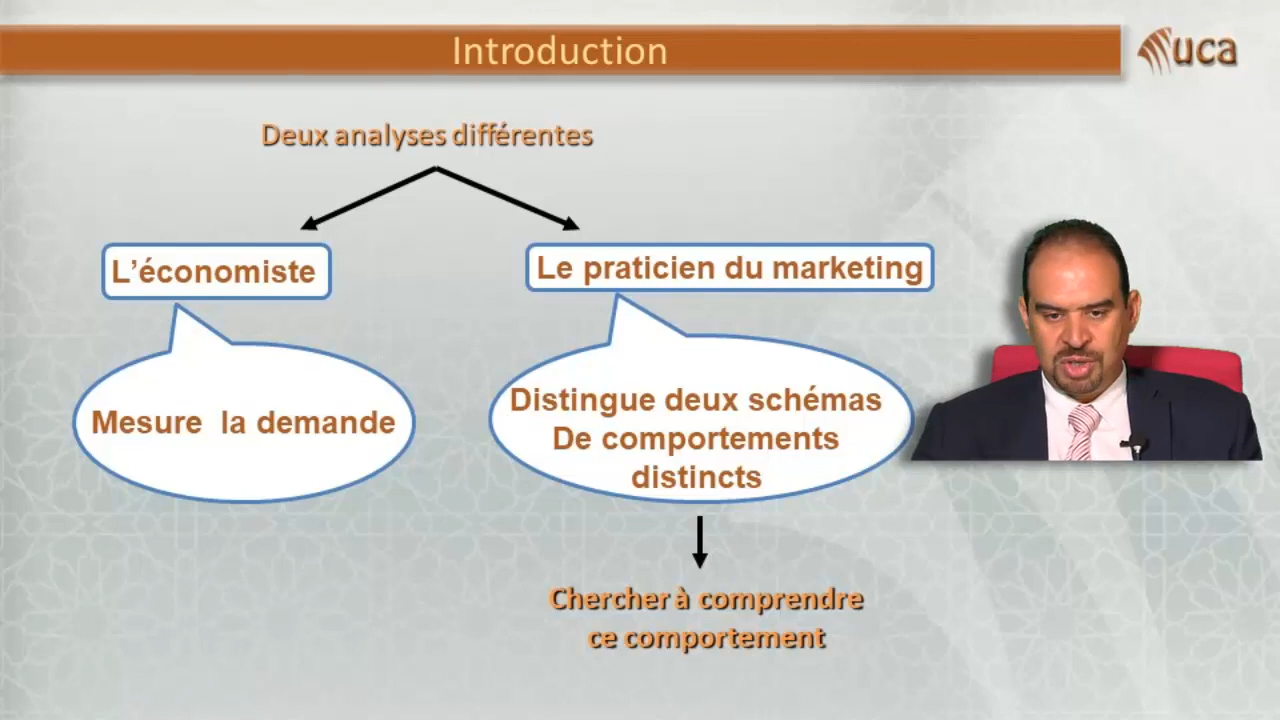 Introduction
uca
Deux analyses différentes
L’économiste
Le praticien du marketing
Mesure la demande
Distingue deux schémas
De comportements
distincts
Chercher à comprendre
ce comportement